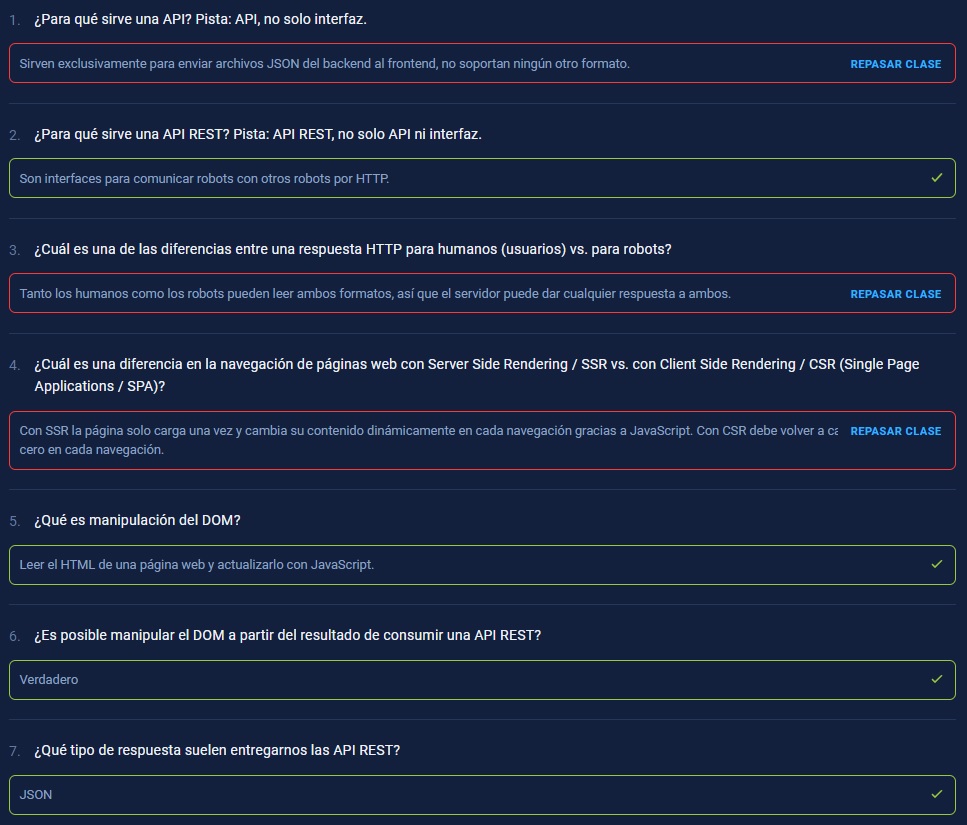 1. ¿Para qué sirve una API? Pista: API, no solo interfaz.
Sirven exclusivamente para enviar archivos JSON del backend al frontend, no soportan ningún otro formato. REPASAR CLASE
2. ¿Para qué sirve una API REST? Pista: API REST, no solo API ni interfaz.
Son interfaces para comunicar robots con otros robots por HTTP.
3. ¿Cuál es una de las diferencias entre una respuesta HTTP para humanos (usuarios) vs. para robots?
Tanto los humanos como los robots pueden leer ambos formatos, así que el servidor puede dar cualquier respuesta a ambos. REPASAR CLASE
4. ¿Cuál es una diferencia en la navegación de páginas web con Server Side Rendering / SSR vs. con Client Side Rendering / CSR (Single Page
Applications / SPA)?
Con SSR la página solo carga una vez y cambia su contenido dinámicamente en cada navegación gracias a JavaScript. Con CSR debe volver a REPASAR CLASE
cero en cada navegación.
5. ¿Qué es manipulación del DOM?
Leer el HTML de una página web y actualizarlo con JavaScript.
6. ¿Es posible manipular el DOM a partir del resultado de consumir una API REST?
Verdadero
7. ¿Qué tipo de respuesta suelen entregarnos las API REST?
JSON